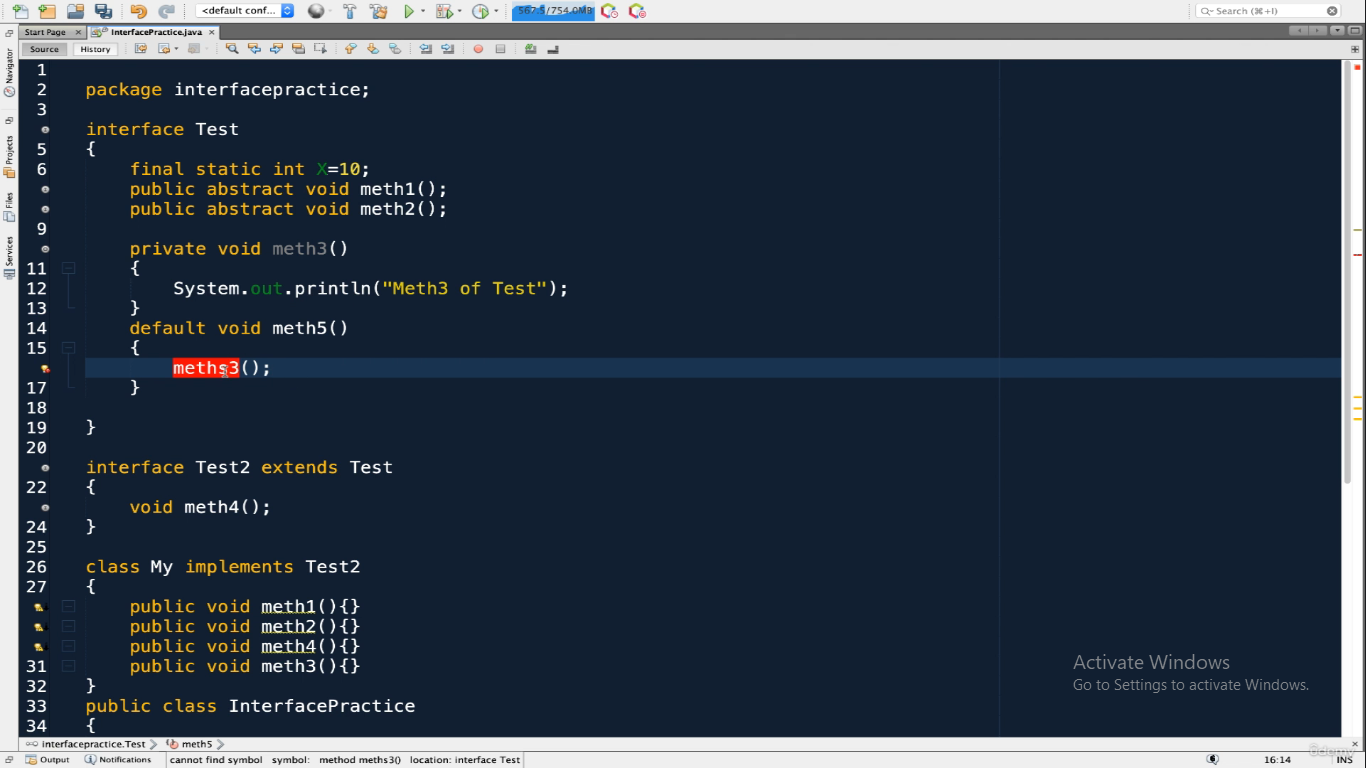 <default conf...
567.5/754.0MB
Search (⌘+I)
Start Page
InterfacePractice.java
Source
History
Navigator
Projects
Files
Services
1
2 package interfacepractice;
3
interface Test
5 {
6 final static int X=10;
public abstract void meth1();
public abstract void meth2();
9
private void meth3()
11 {
12 System.out.println("Meth3 of Test");
13 }
14 default void meth5()
15 {
meths3();
17 }
18
19 }
20
interface Test2 extends Test
22 {
void meth4();
24 }
25
26 class My implements Test2
27 {
public void meth1(){}
public void meth2(){}
public void meth4(){}
31 public void meth3(){}
32 }
33 public class InterfacePractice
34 {
Activate Windows
Go to Settings to activate Windows.
interfacepractice.Test
meth5
ûdemy
Output
Notifications
cannot find symbol symbol: method meths3() location: interface Test
16:14
INS